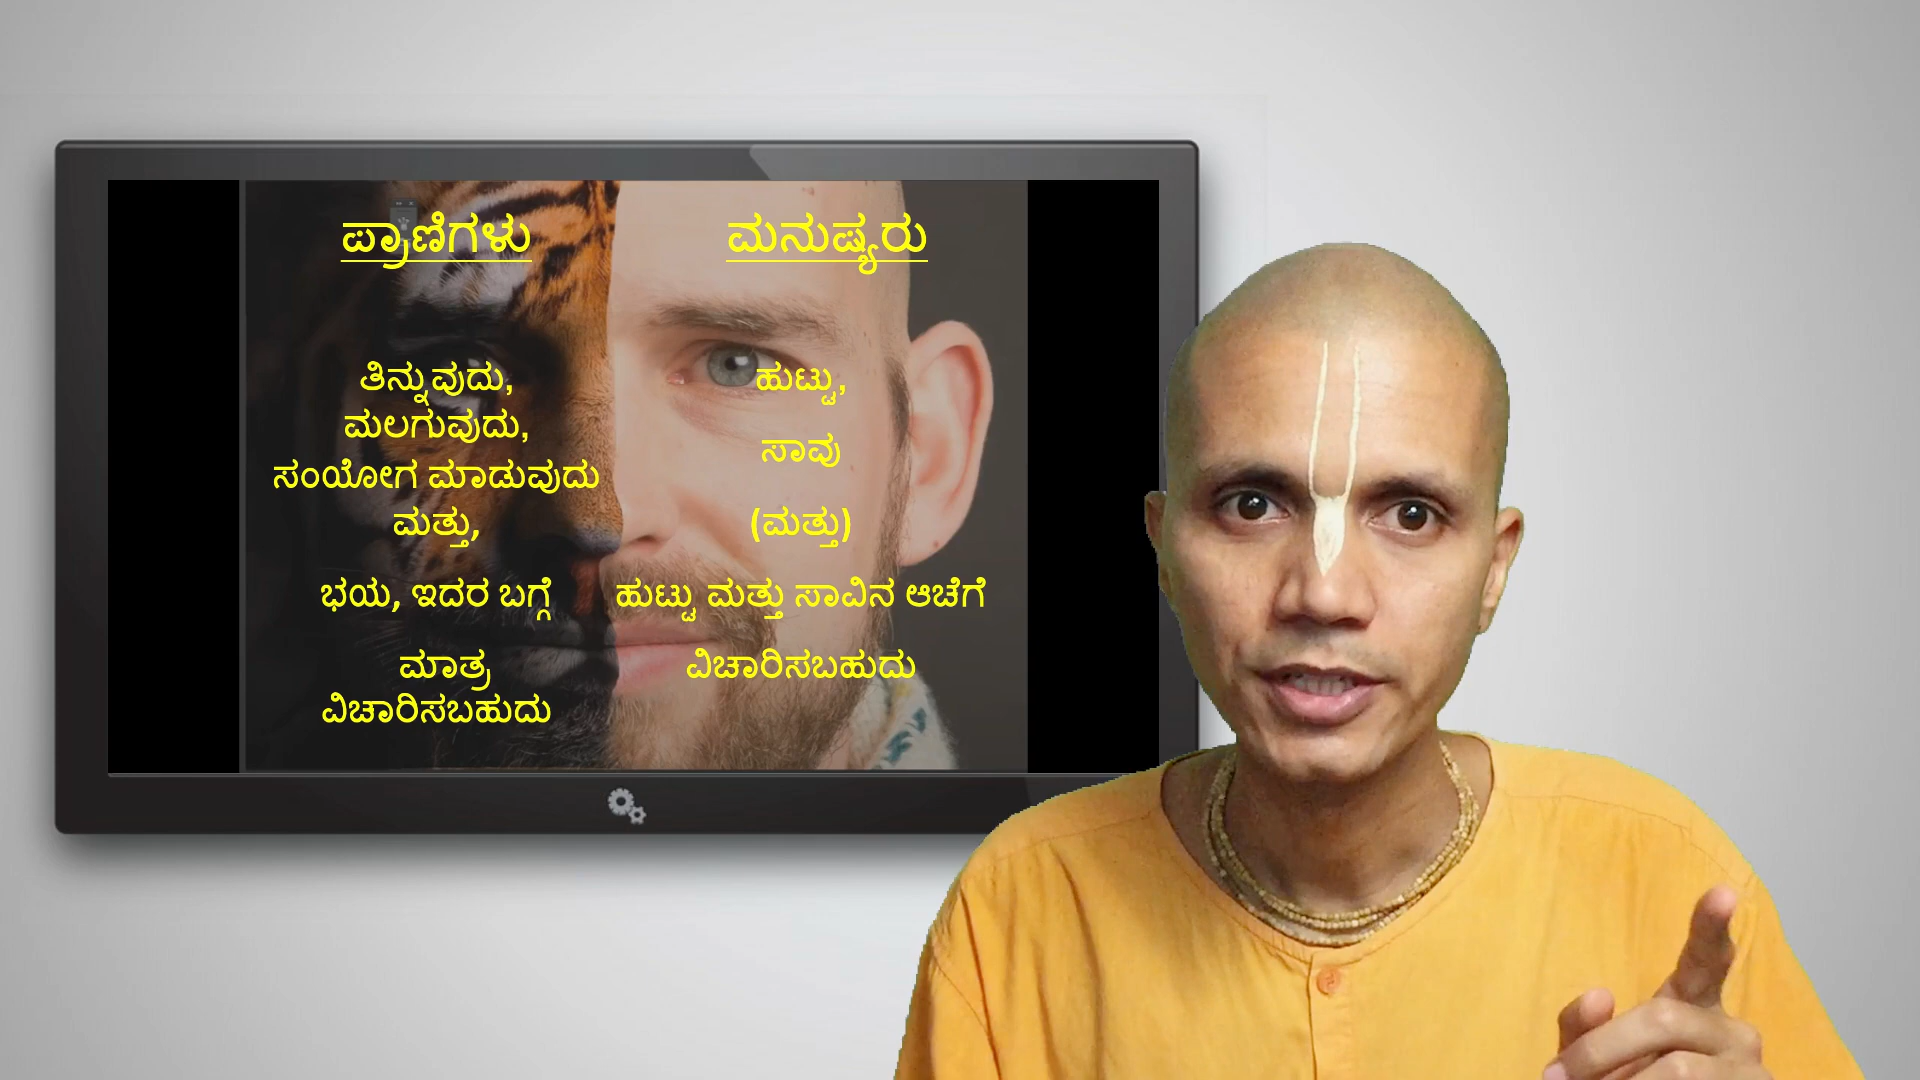 ಪ್ರಾಣಿಗಳು
ತಿನ್ನುವುದು,
ಮಲಗುವುದು,
ಸಂಯೋಗ ಮಾಡುವುದು
ಮತ್ತು,
ಭಯ, ಇದರ ಬಗ್ಗೆ
ಮಾತ್ರ
ವಿಚಾರಿಸಬಹುದು
ಮನುಷ್ಯರು
ಹುಟ್ಟು,
ಸಾವು
(ಮತ್ತು)
ಹುಟ್ಟು ಮತ್ತು ಸಾವಿನ ಆಚೆಗೆ
ವಿಚಾರಿಸಬಹುದು